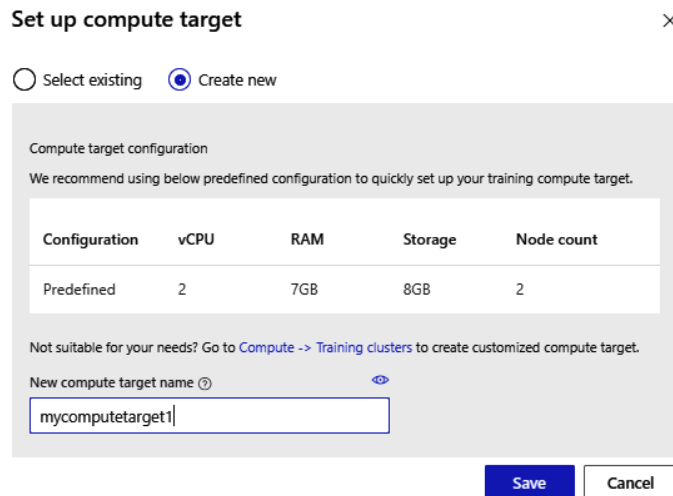 Set up compute target
Select existing
Create new
Compute target configuration
We recommend using below predefined configuration to quickly set up your training compute target.
Configuration vCPU RAM Storage Node count
Predefined 2 7GB 8GB 2
Not suitable for your needs? Go to Compute -> Training clusters to create customized compute target.
New compute target name
mycomputetarget1
Save Cancel